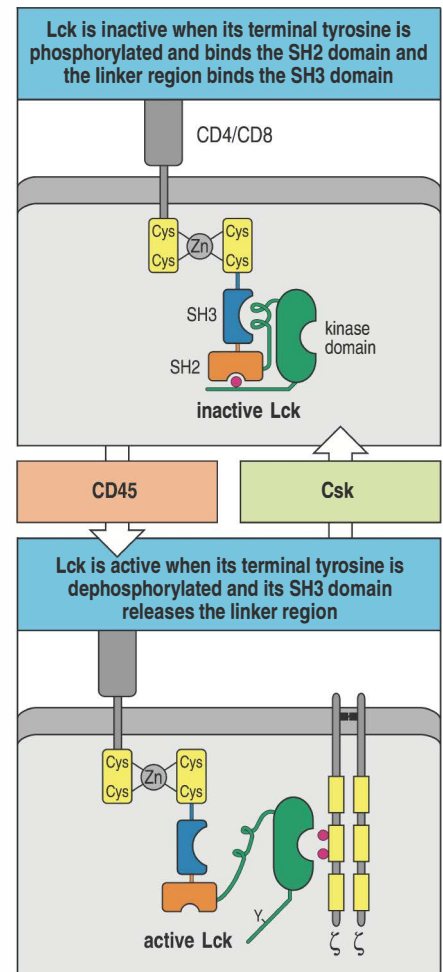 Lck is inactive when its terminal tyrosine is
phosphorylated and binds the SH2 domain and
the linker region binds the SH3 domain
CD4/CD8
Cys
Cys
Zn
Cys
Cys
SH3
SH2
kinase
domain
inactive Lck
CD45
Csk
Lck is active when its terminal tyrosine is
dephosphorylated and its SH3 domain
releases the linker region
Cys
Cys
Zn
Cys
Cys
Y
active Lck
ζ ζ